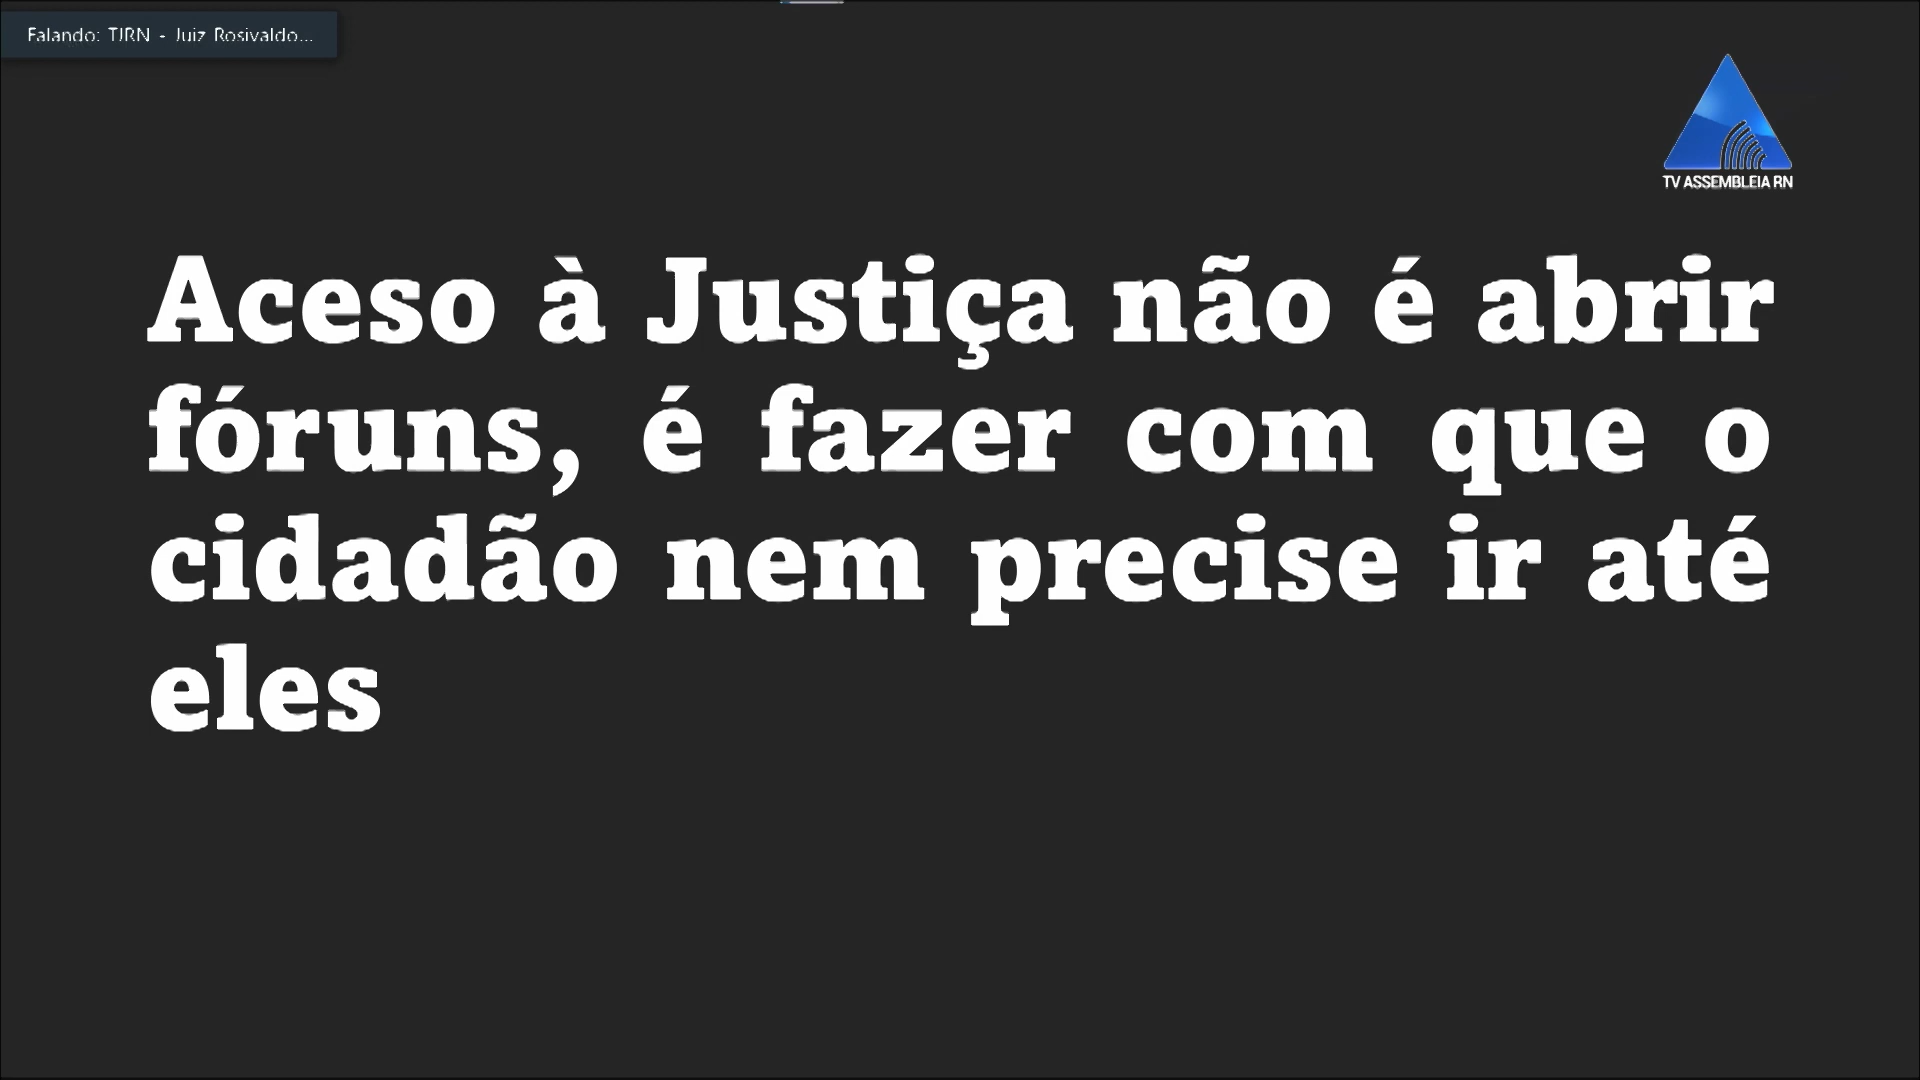 Falando: TJRN - Juiz Rosivaldo...
TV ASSEMBLEIA RN
Aceso à Justiça não é abrir
fóruns, é fazer com que o
cidadão nem precise ir até
eles